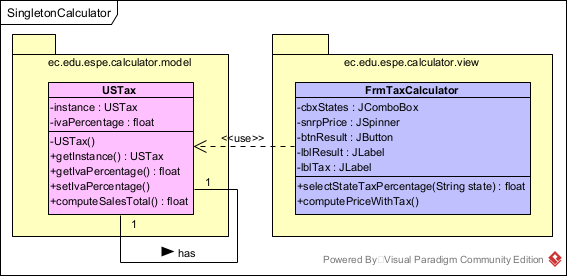 SingletonCalculator
ec.edu.espe.calculator.model
USTax
-instance : USTax
-ivaPercentage : float
-USTax()
+getInstance() : USTax
+getIvaPercentage() : float
+setIvaPercentage()
+computeSalesTotal() : float
1
1
has
<<use>>
ec.edu.espe.calculator.view
FrmTaxCalculator
-cbxStates : JComboBox
-snrpPrice : JSpinner
-btnResult : JButton
-lblResult : JLabel
-lblTax : JLabel
+selectStateTaxPercentage(String state) : float
+computePriceWithTax()
Powered By Visual Paradigm Community Edition